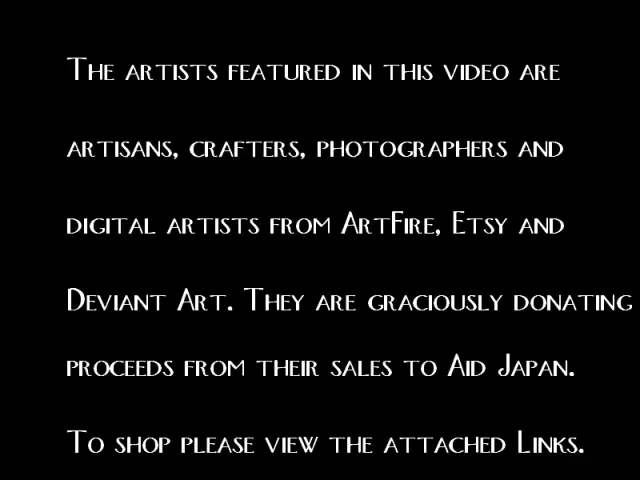 The artists featured in this video are
artisans, crafters, photographers and
digital artists from ArtFire, Etsy and
Deviant Art. They are graciously donating
proceeds from their sales to Aid Japan.
To shop please view the attached Links.